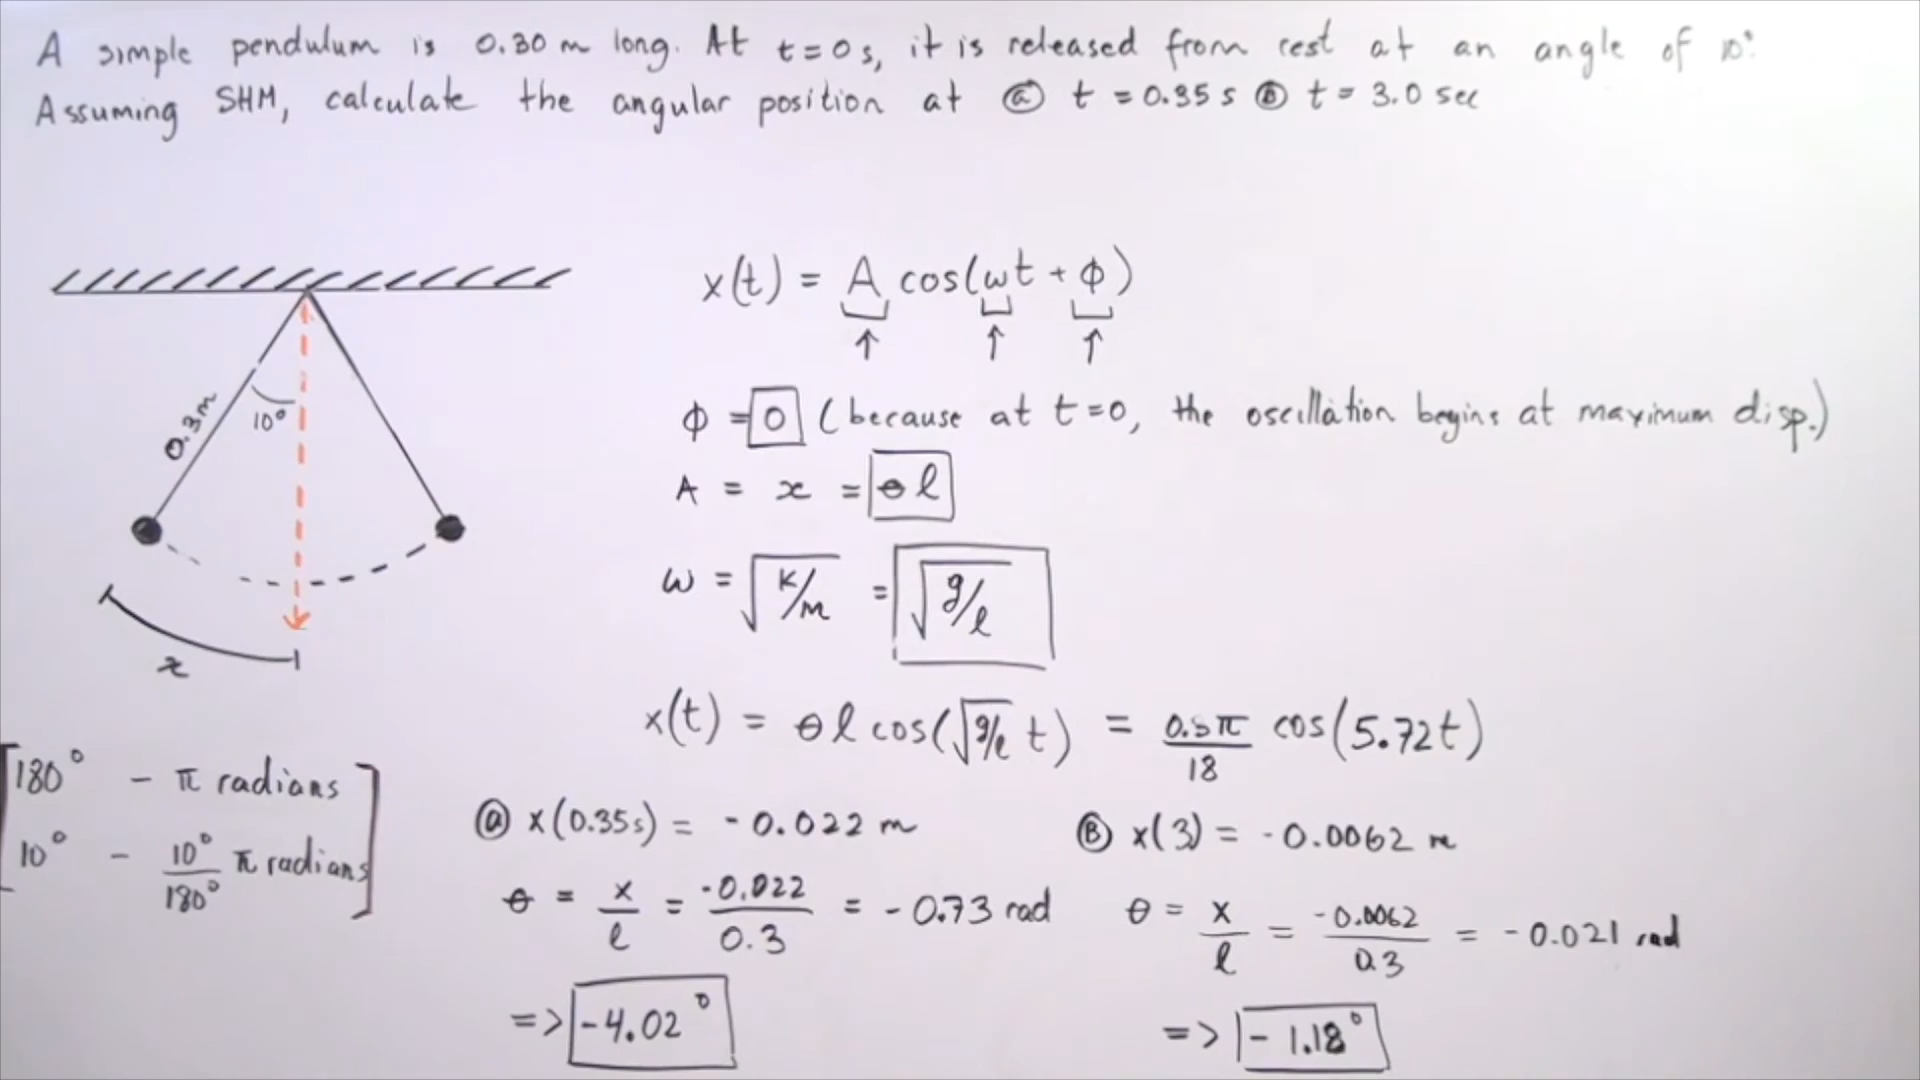 A simple pendulum is 0.30 m long. At t=0 s, it is released from rest at an angle of 10°.
Assuming SHM, calculate the angular position at ⓐ t = 0.35 s Ⓑ t = 3.0 sec
0.3m
10°
x
x(t) = A cos(ωt + ϕ)
ϕ = 0 (because at t=0, the oscillation begins at maximum disp.)
A = x = θ l
ω = √k/m = √g/l
x(t) = θ l cos(√g/l t) = 0.3π/18 cos(5.72t)
180° - π radians
10° - 10°/180° π radians
ⓐ x(0.35s) = -0.022 m
θ = x/l = -0.022/0.3 = -0.73 rad
=> -4.02°
Ⓑ x(3) = -0.0062 m
θ = x/l = -0.0062/0.3 = -0.021 rad
=> -1.18°